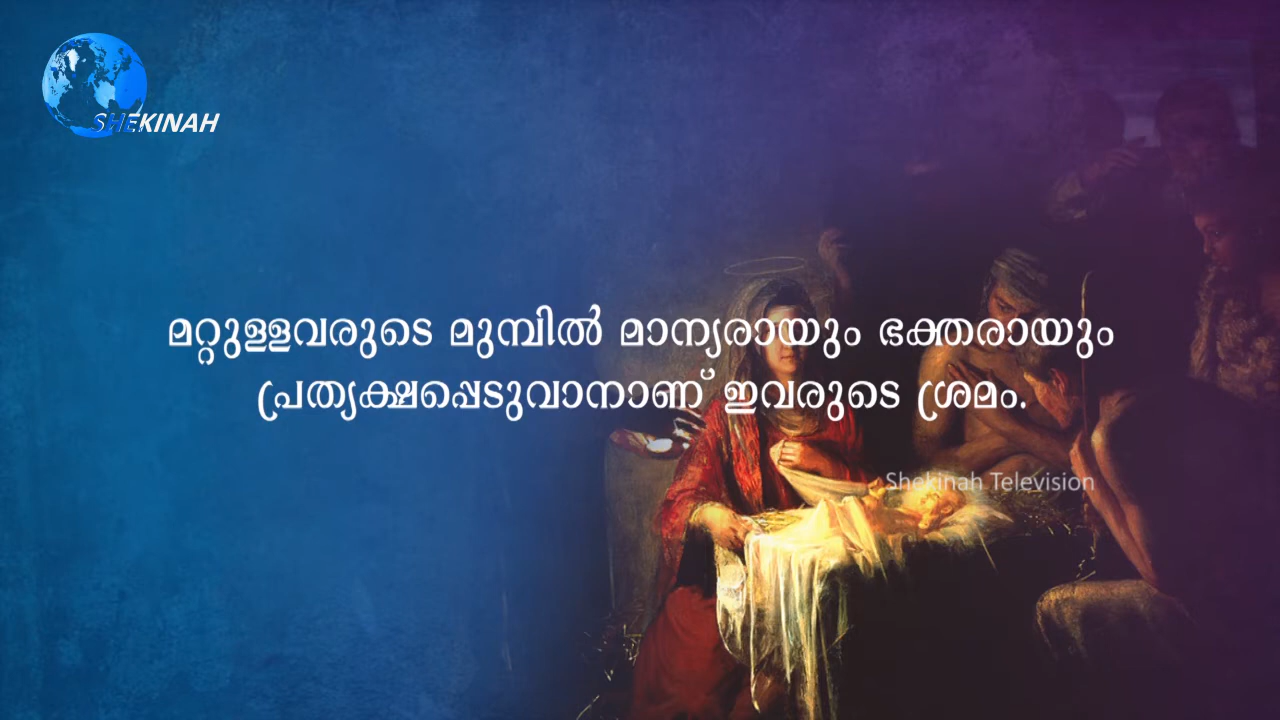 SHEKINAH
മറ്റുള്ളവരുടെ മുമ്പിൽ മാന്യരായും ഭക്തരായും
പ്രത്യക്ഷപ്പെടുവാനാണ് ഇവരുടെ ശ്രമം.
Shekinah Television